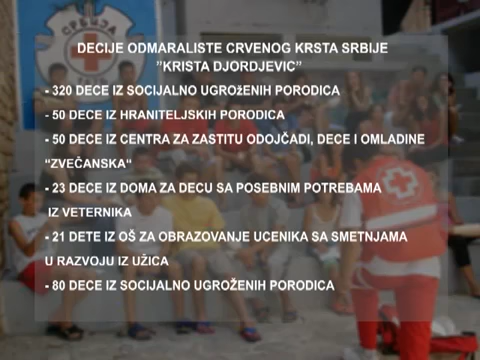 СРБИЈА
DECIJE ODMARALISTE CRVENOG KRSTA SRBIJE
"KRISTA DJORDJEVIC"
- 320 DECE IZ SOCIJALNO UGROžENIH PORODICA
- 50 DECE IZ HRANITELJSKIH PORODICA
- 50 DECE IZ CENTRA ZA ZASTITU ODOJČADI, DECE I OMLADINE
“ZVEČANSKA“
- 23 DECE IZ DOMA ZA DECU SA POSEBNIM POTREBAMA
IZ VETERNIKA
- 21 DETE IZ OŠ ZA OBRAZOVANJE UCENIKA SA SMETNJAMA
U RAZVOJU IZ UŽICA
- 80 DECE IZ SOCIJALNO UGROŽENIH PORODICA